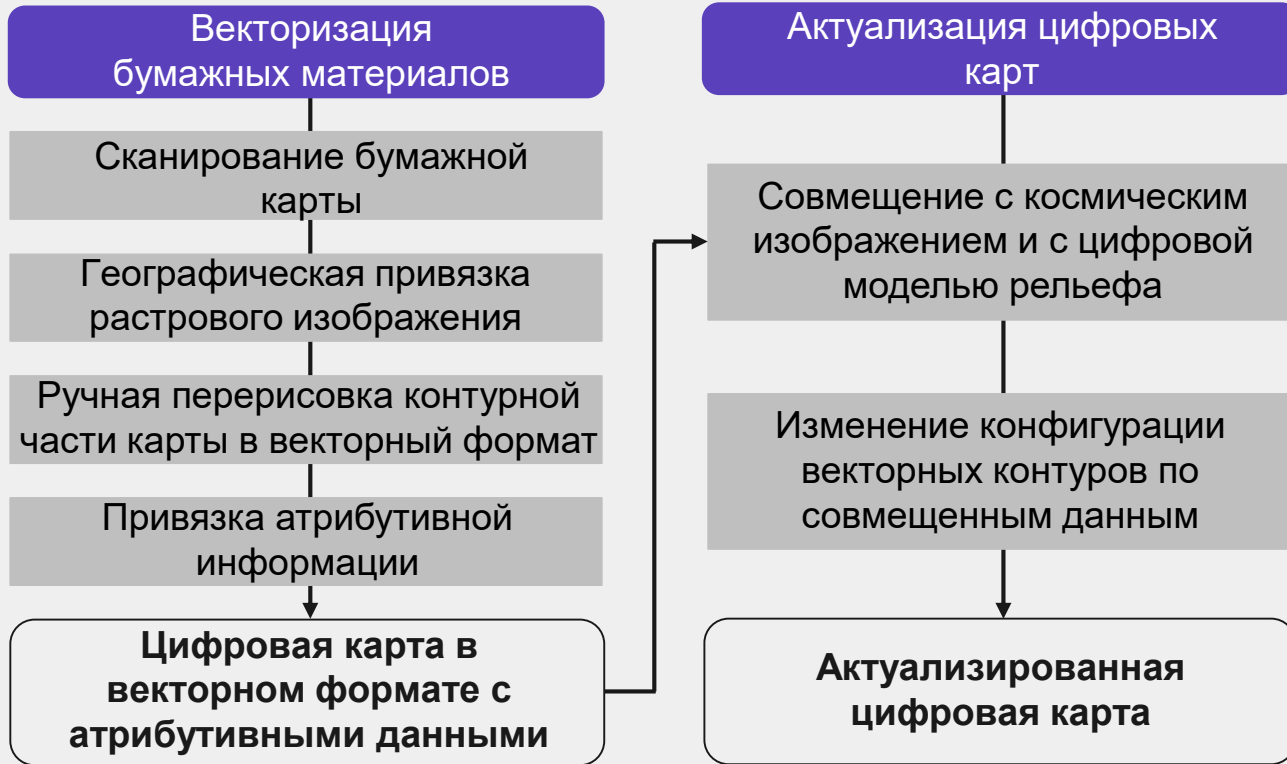 Векторизация
бумажных материалов
Сканирование бумажной
карты
Географическая привязка
растрового изображения
Ручная перерисовка контурной
части карты в векторный формат
Привязка атрибутивной
информации
Цифровая карта в
векторном формате с
атрибутивными данными
Актуализация цифровых
карт
Совмещение с космическим
изображением и с цифровой
моделью рельефа
Изменение конфигурации
векторных контуров по
совмещенным данным
Актуализированная
цифровая карта